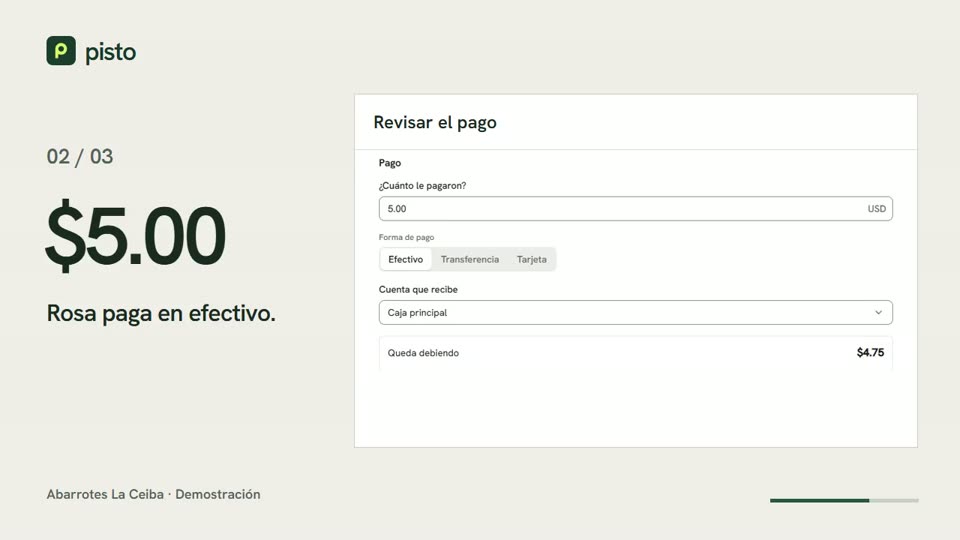 pisto
02 / 03
$5.00
Rosa paga en efectivo.
Revisar el pago
Pago
¿Cuánto le pagaron?
5.00 USD
Forma de pago
Efectivo Transferencia Tarjeta
Cuenta que recibe
Caja principal
Queda debiendo $4.75
Abarrotes La Ceiba · Demostración